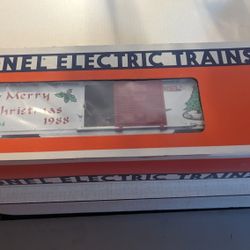 NEL ELECTRIC TRAINS
Merry
Christmas
1988
NEL ELECTRIC TRAINS